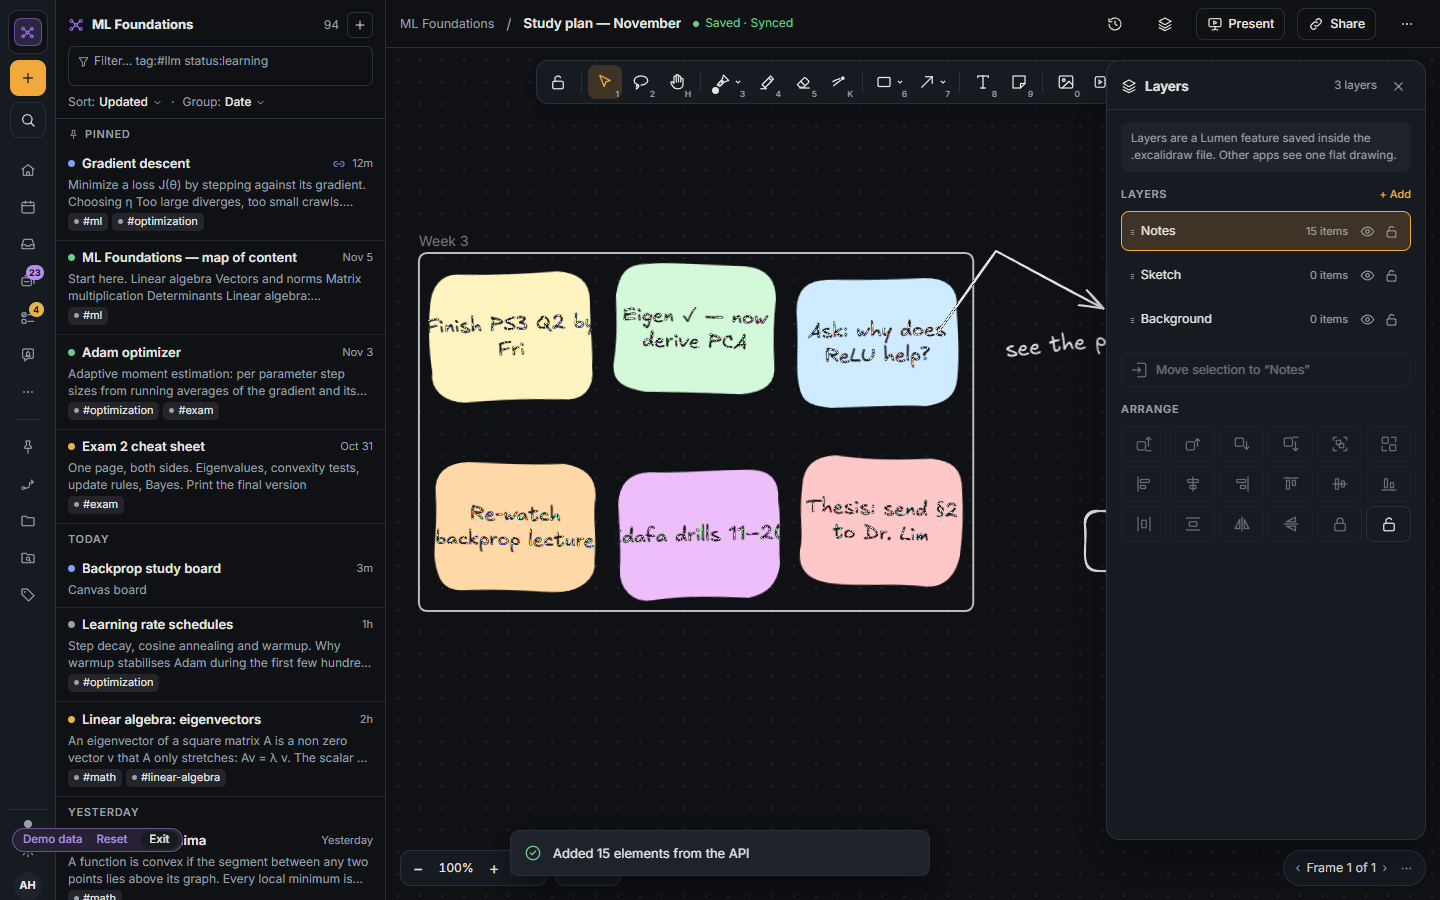 ML Foundations
94
Filter... tag:#llm status:learning
Sort: Updated · Group: Date
PINNED
Gradient descent
12m
Minimize a loss J(θ) by stepping against its gradient.
Choosing η Too large diverges, too small crawls....
#ml
#optimization
ML Foundations — map of content
Nov 5
Start here. Linear algebra Vectors and norms Matrix
multiplication Determinants Linear algebra:...
#ml
Adam optimizer
Nov 3
Adaptive moment estimation: per parameter step
sizes from running averages of the gradient and its...
#optimization
#exam
Exam 2 cheat sheet
Oct 31
One page, both sides. Eigenvalues, convexity tests,
update rules, Bayes. Print the final version
#exam
TODAY
Backprop study board
3m
Canvas board
Learning rate schedules
1h
Step decay, cosine annealing and warmup. Why
warmup stabilises Adam during the first few hundre...
#optimization
Linear algebra: eigenvectors
2h
An eigenvector of a square matrix A is a non zero
vector v that A only stretches: Av = λ v. The scalar ...
#math
#linear-algebra
YESTERDAY
Yesterday
A function is convex if the segment between any two
points lies above its graph. Every local minimum is...
#math
23
4
Demo data Reset Exit
AH
ML Foundations / Study plan — November
Saved · Synced
Present
Share
1
2
H
3
4
5
K
6
7
8
9
0
Week 3
Finish PS3 Q2 by
Fri
Eigen ✓ — now
derive PCA
Ask: why does
ReLU help?
Re-watch
backprop lecture
drills 11–20
Thesis: send §2
to Dr. Lim
see the p
Layers
3 layers
Layers are a Lumen feature saved inside the
.excalidraw file. Other apps see one flat drawing.
LAYERS
+ Add
Notes
15 items
Sketch
0 items
Background
0 items
Move selection to “Notes”
ARRANGE
− 100% +
Added 15 elements from the API
Frame 1 of 1